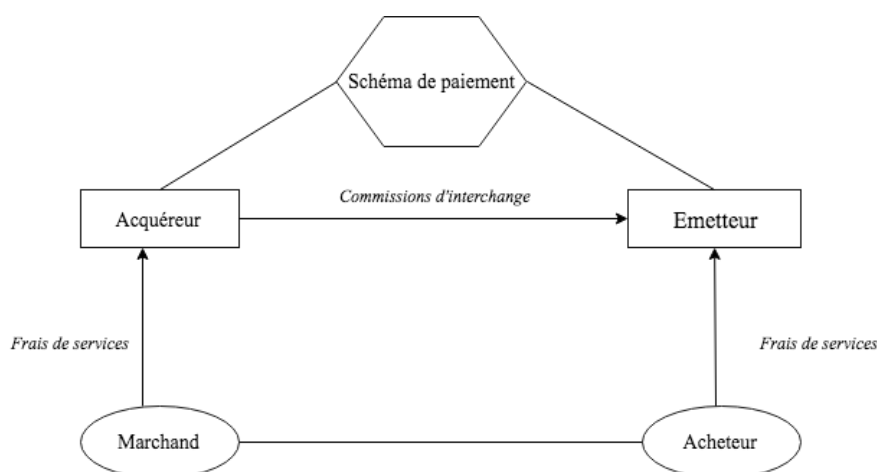 Schéma de paiement
Commissions d'interchange
Acquéreur
Emetteur
Frais de services
Frais de services
Marchand
Acheteur